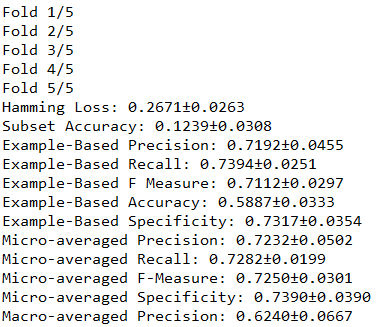 Fold 1/5
Fold 2/5
Fold 3/5
Fold 4/5
Fold 5/5
Hamming Loss: 0.2671±0.0263
Subset Accuracy: 0.1239±0.0308
Example-Based Precision: 0.7192±0.0455
Example-Based Recall: 0.7394±0.0251
Example-Based F Measure: 0.7112±0.0297
Example-Based Accuracy: 0.5887±0.0333
Example-Based Specificity: 0.7317±0.0354
Micro-averaged Precision: 0.7232±0.0502
Micro-averaged Recall: 0.7282±0.0199
Micro-averaged F-Measure: 0.7250±0.0301
Micro-averaged Specificity: 0.7390±0.0390
Macro-averaged Precision: 0.6240±0.0667